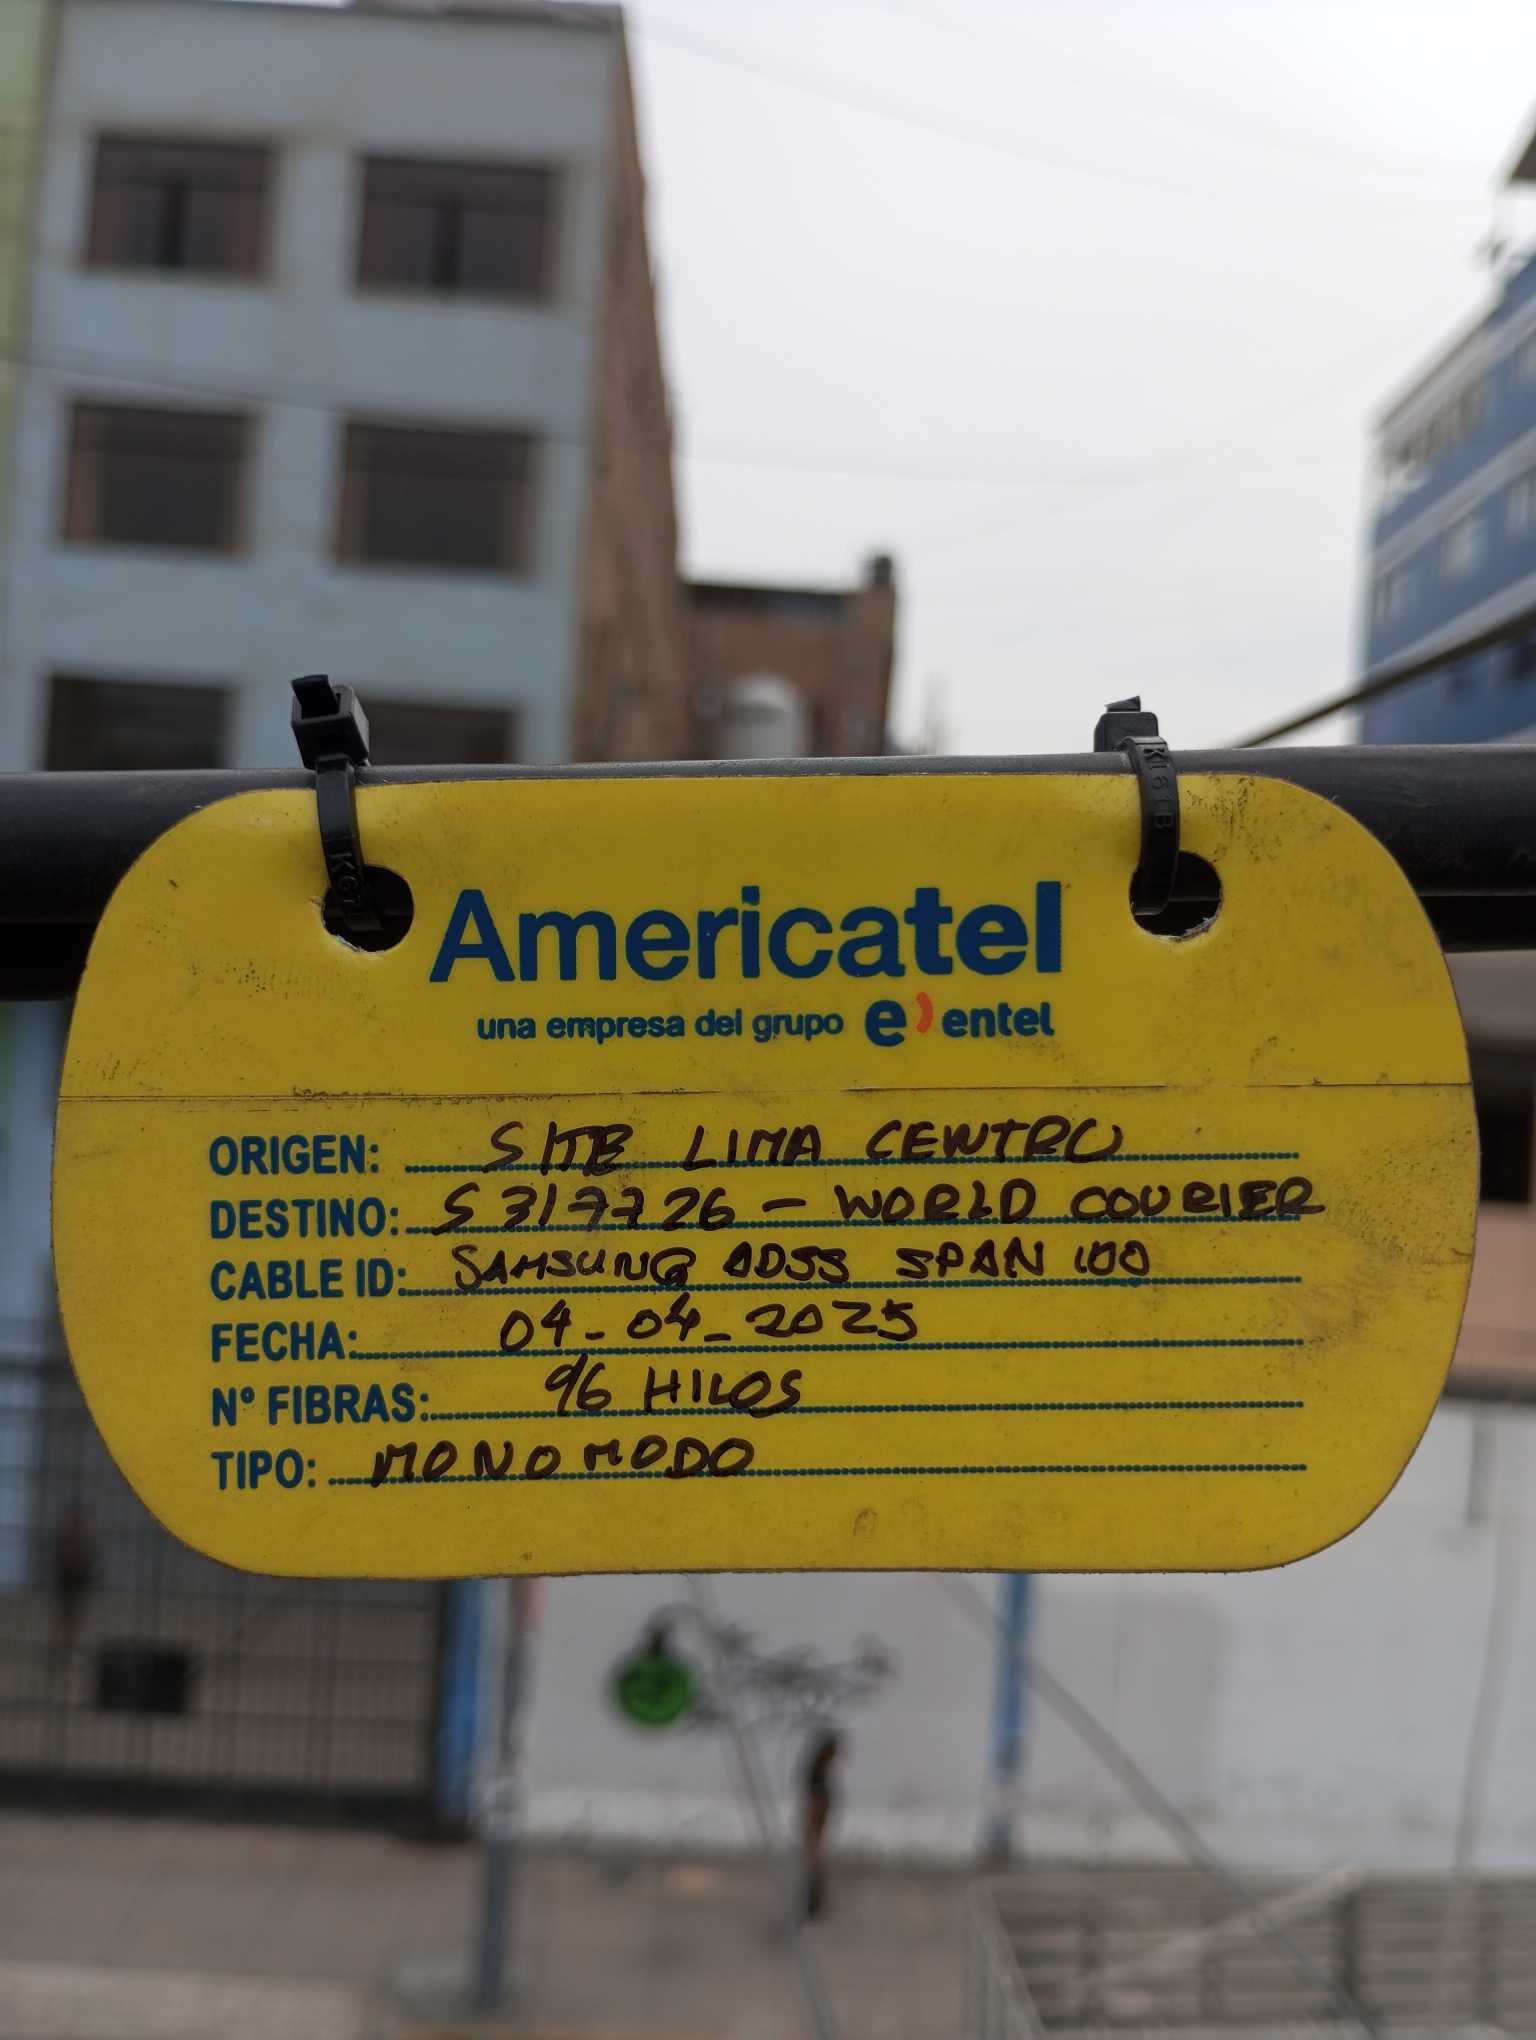 Americatel
una empresa del grupo e) entel
ORIGEN: SITE LIMA CENTRO
DESTINO: S317726 - WORLD COURIER
CABLE ID: SAMSUNG ADSS SPAN 100
FECHA: 04-04-2025
N° FIBRAS: 96 HILOS
TIPO: MONOMODO